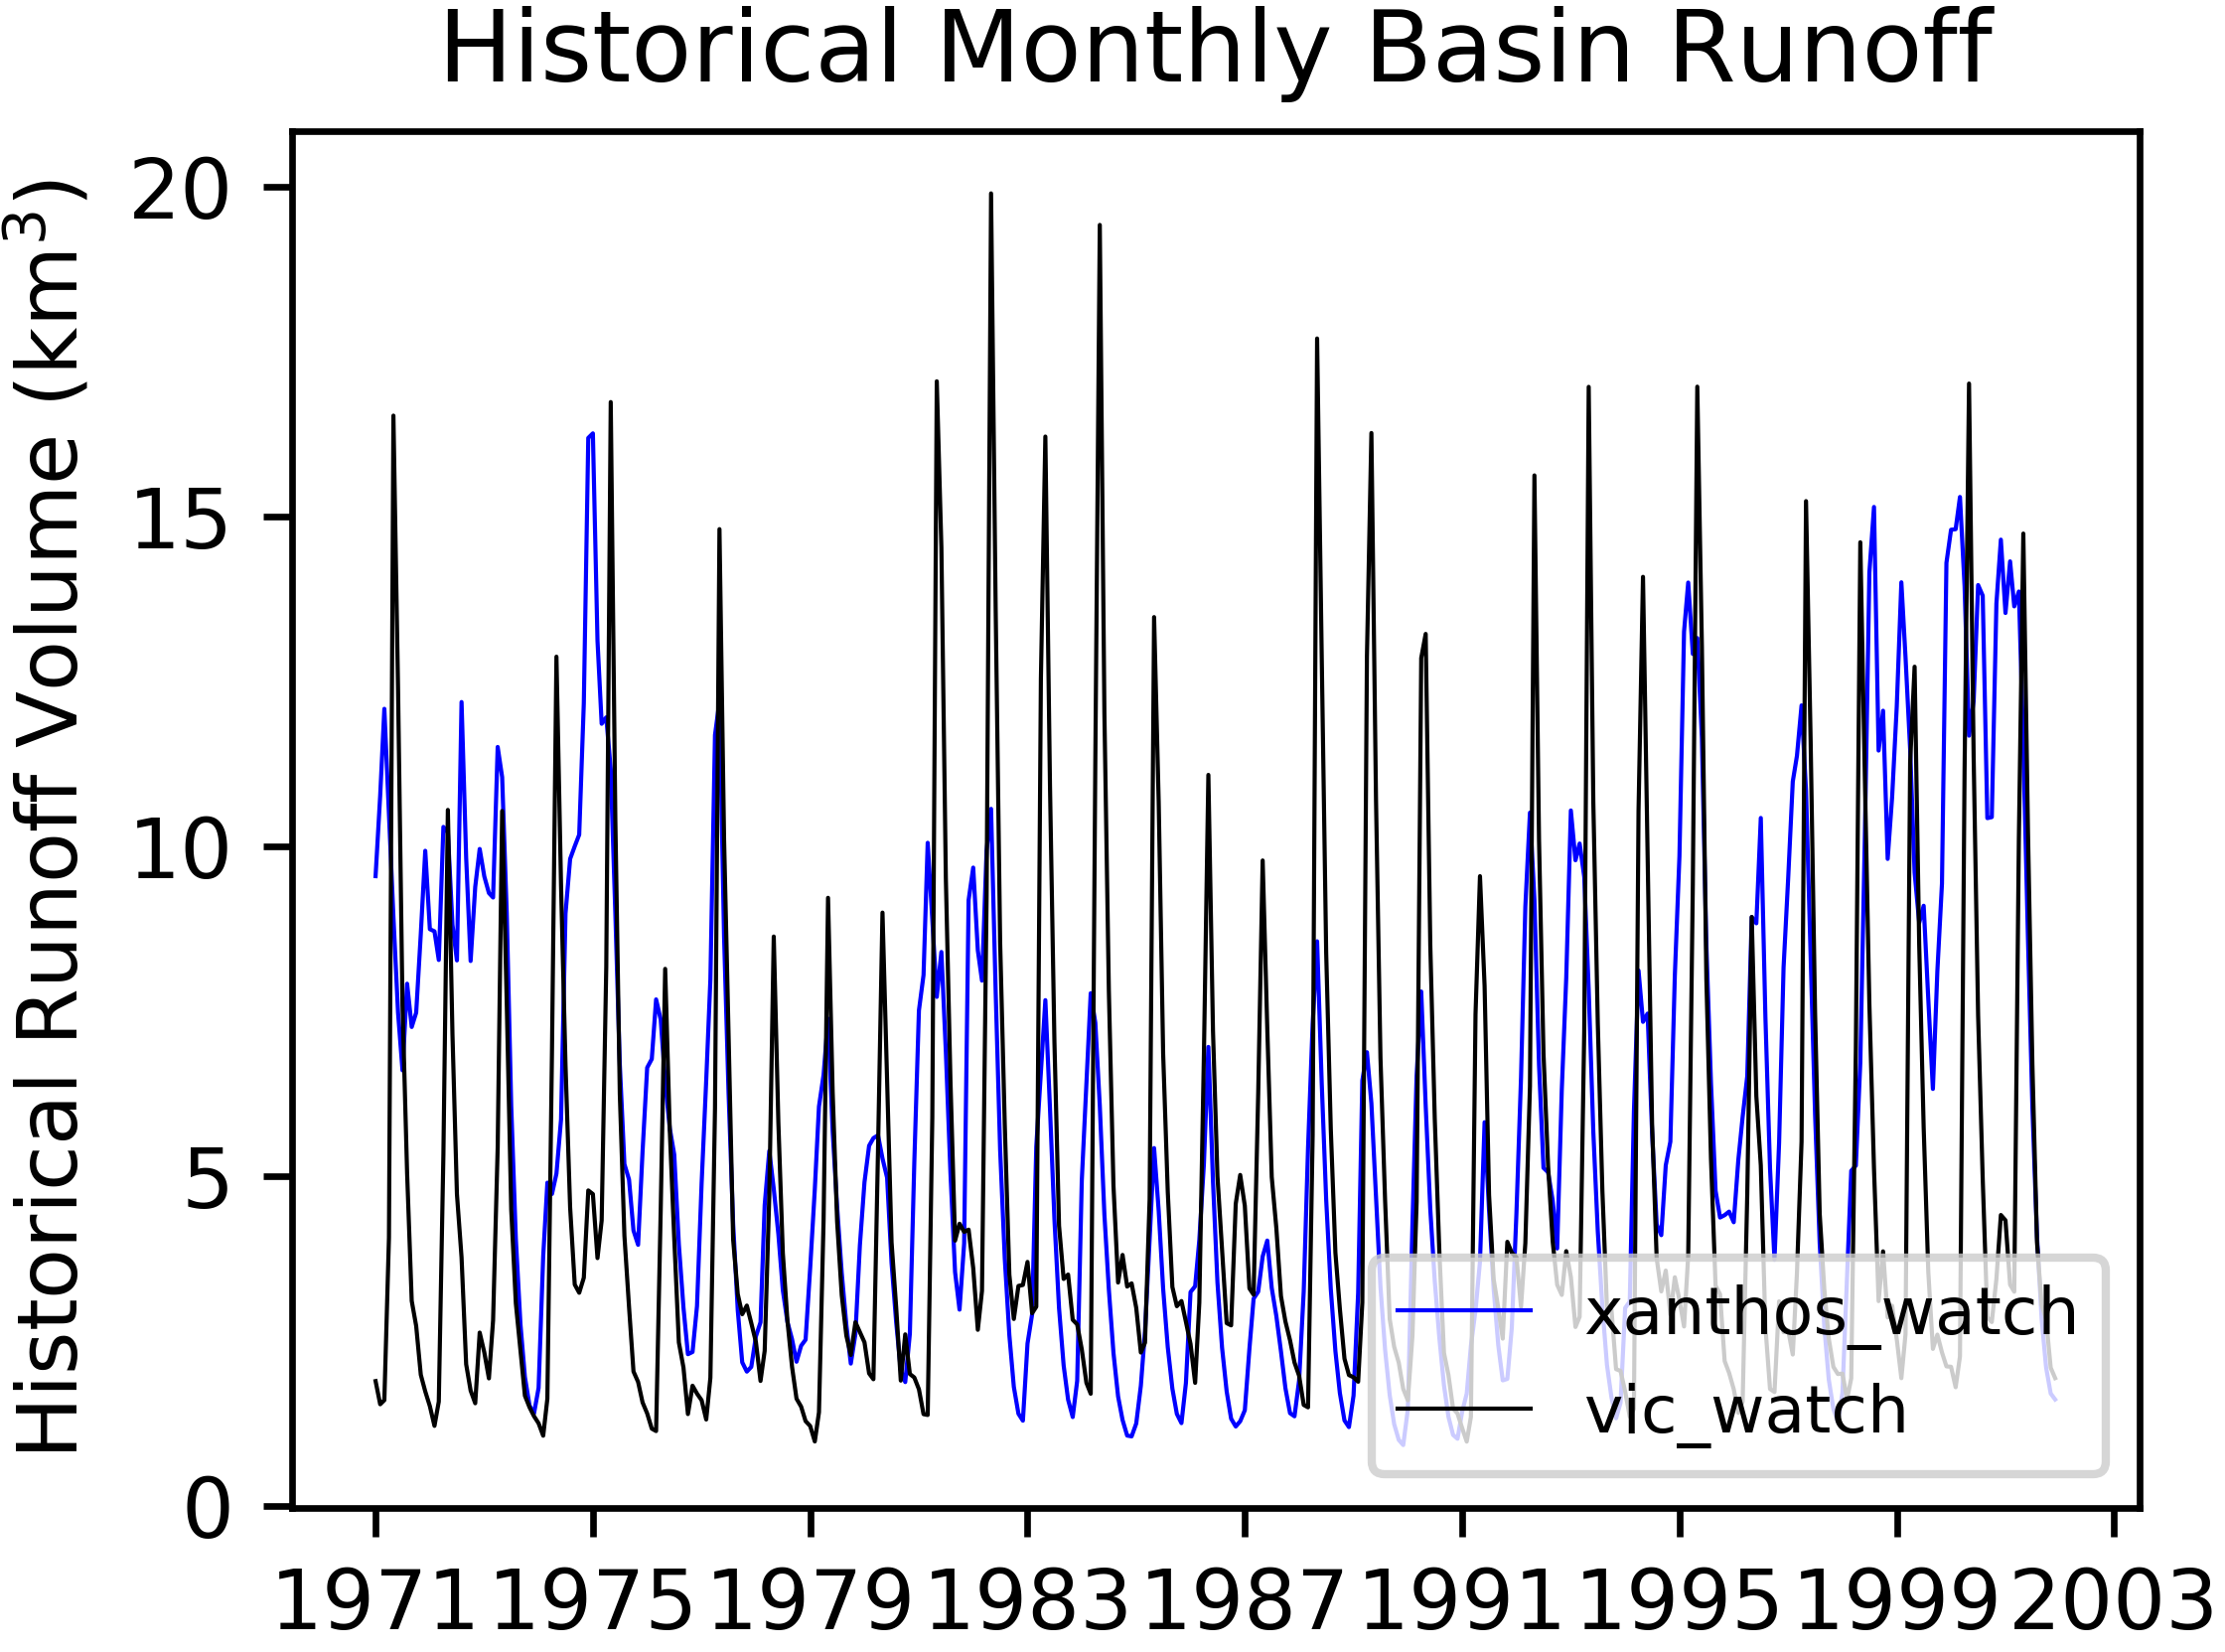 Historical Monthly Basin Runoff
Historical Runoff Volume (km³)
20
15
10
5
0
1971 1975 1979 1983 1987 1991 1995 1999 2003
xanthos_watch
vic_watch